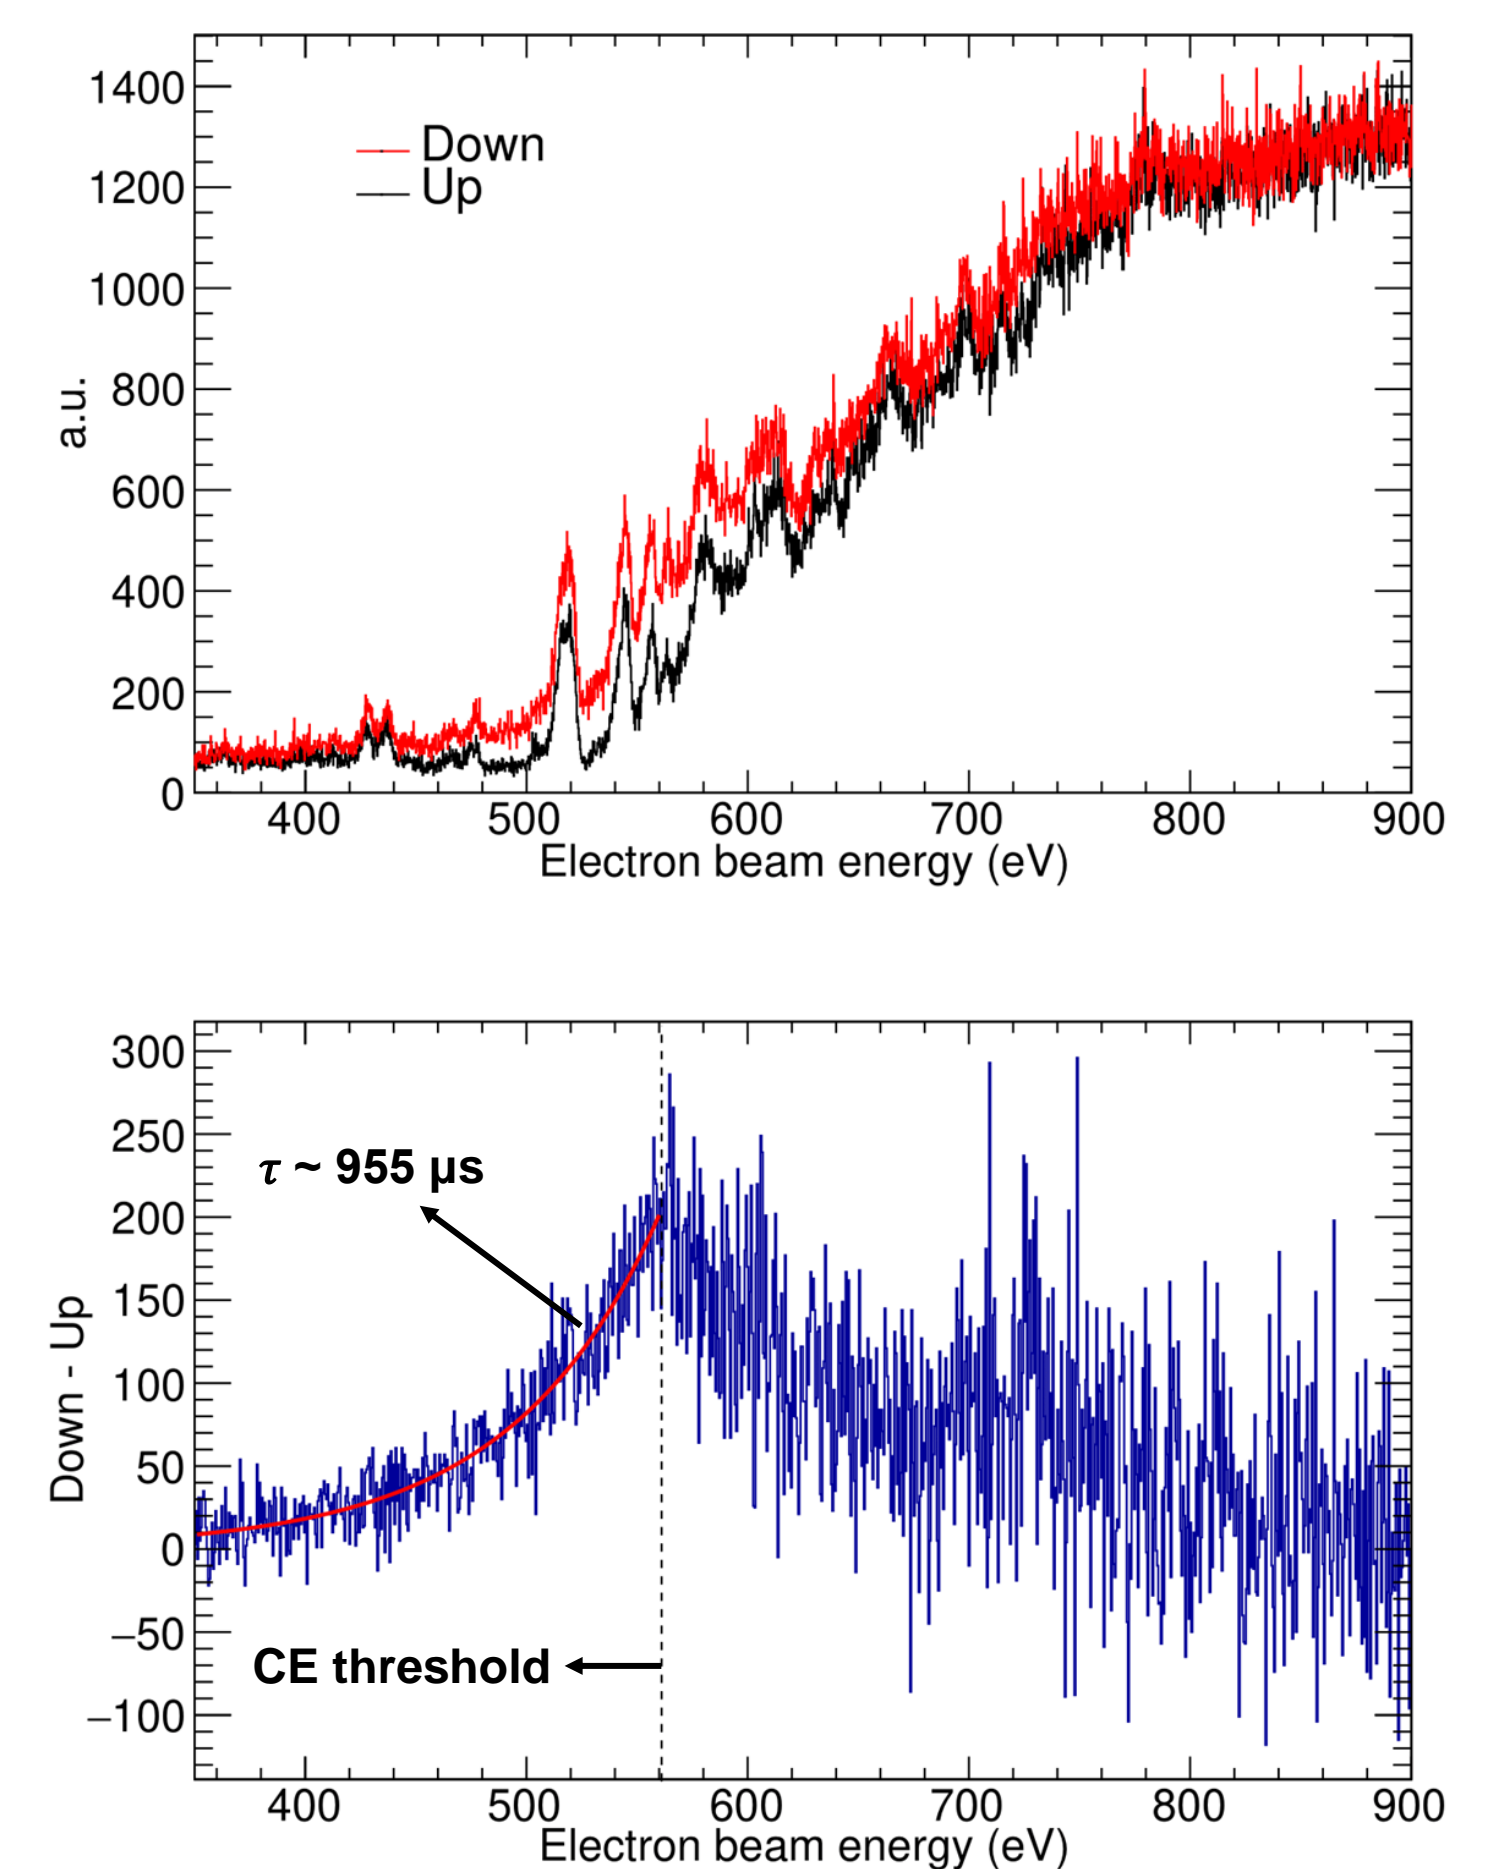 1400
1200
1000
800
600
400
200
0
a.u.
Down
Up
400 500 600 700 800 900
Electron beam energy (eV)
300
250
200
150
100
50
0
−50
−100
Down - Up
τ ~ 955 μs
CE threshold
400 500 600 700 800 900
Electron beam energy (eV)